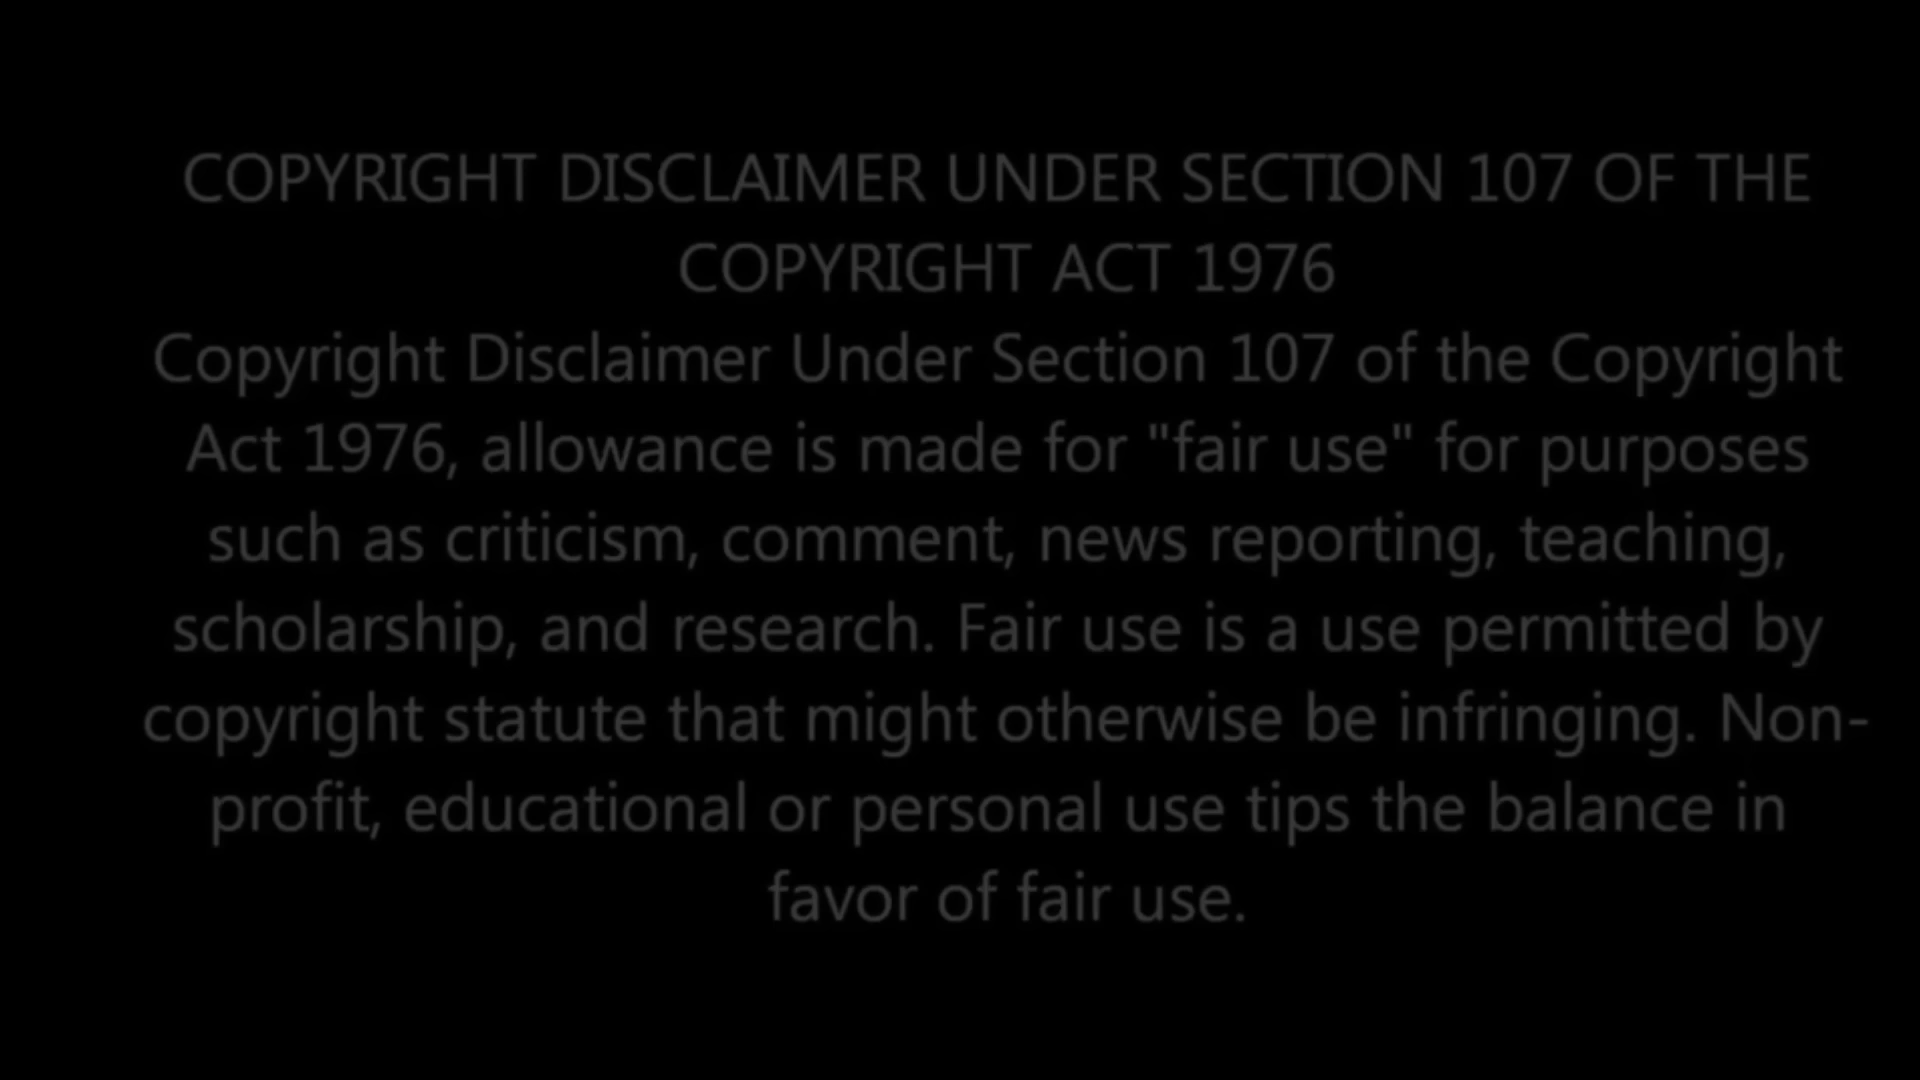 COPYRIGHT DISCLAIMER UNDER SECTION 107 OF THE
COPYRIGHT ACT 1976
Copyright Disclaimer Under Section 107 of the Copyright
Act 1976, allowance is made for "fair use" for purposes
such as criticism, comment, news reporting, teaching,
scholarship, and research. Fair use is a use permitted by
copyright statute that might otherwise be infringing. Non-
profit, educational or personal use tips the balance in
favor of fair use.